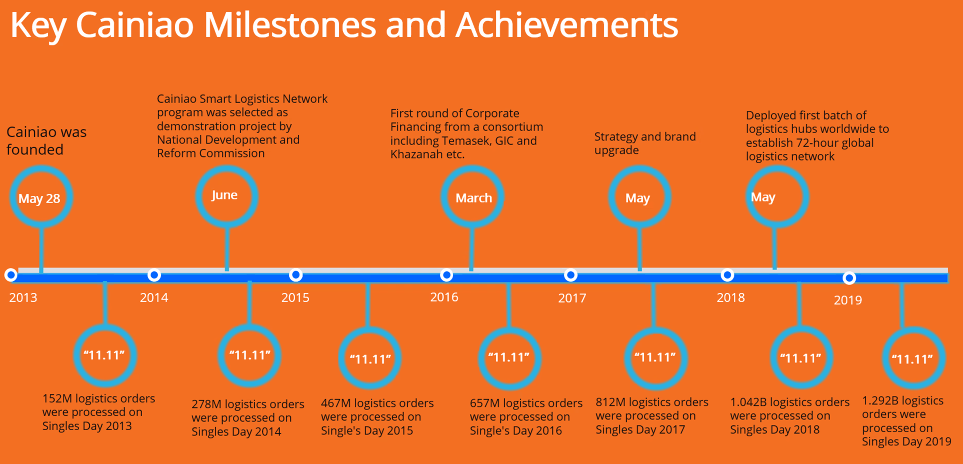 Key Cainiao Milestones and Achievements
Cainiao was
founded
May 28
Cainiao Smart Logistics Network
program was selected as
demonstration project by
National Development and
Reform Commission
June
First round of Corporate
Financing from a consortium
including Temasek, GIC and
Khazanah etc.
March
Strategy and brand
upgrade
May
Deployed first batch of
logistics hubs worldwide to
establish 72-hour global
logistics network
May
2013
2014
2015
2016
2017
2018
2019
“11.11”
152M logistics orders
were processed on
Singles Day 2013
“11.11”
278M logistics orders
were processed on
Singles Day 2014
“11.11”
467M logistics orders
were processed on
Single's Day 2015
“11.11”
657M logistics orders
were processed on
Single's Day 2016
“11.11”
812M logistics orders
were processed on
Singles Day 2017
“11.11”
1.042B logistics orders
were processed on
Singles Day 2018
“11.11”
1.292B logistics
orders were
processed on
Singles Day 2019